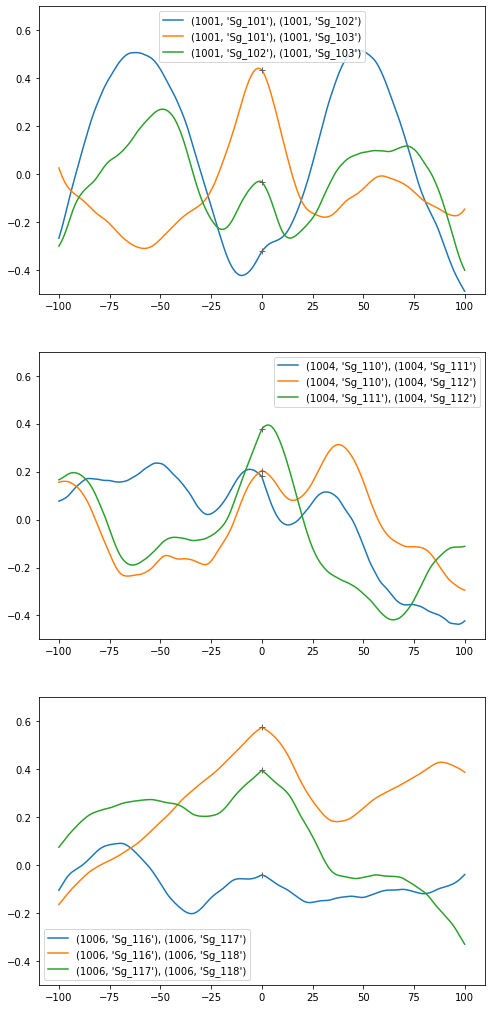 (1001, 'Sg_101'), (1001, 'Sg_102')
(1001, 'Sg_101'), (1001, 'Sg_103')
(1001, 'Sg_102'), (1001, 'Sg_103')
0.6
0.4
0.2
0.0
−0.2
−0.4
−100 −75 −50 −25 0 25 50 75 100
(1004, 'Sg_110'), (1004, 'Sg_111')
(1004, 'Sg_110'), (1004, 'Sg_112')
(1004, 'Sg_111'), (1004, 'Sg_112')
0.6
0.4
0.2
0.0
−0.2
−0.4
−100 −75 −50 −25 0 25 50 75 100
0.6
0.4
0.2
0.0
−0.2
−0.4
(1006, 'Sg_116'), (1006, 'Sg_117')
(1006, 'Sg_116'), (1006, 'Sg_118')
(1006, 'Sg_117'), (1006, 'Sg_118')
−100 −75 −50 −25 0 25 50 75 100